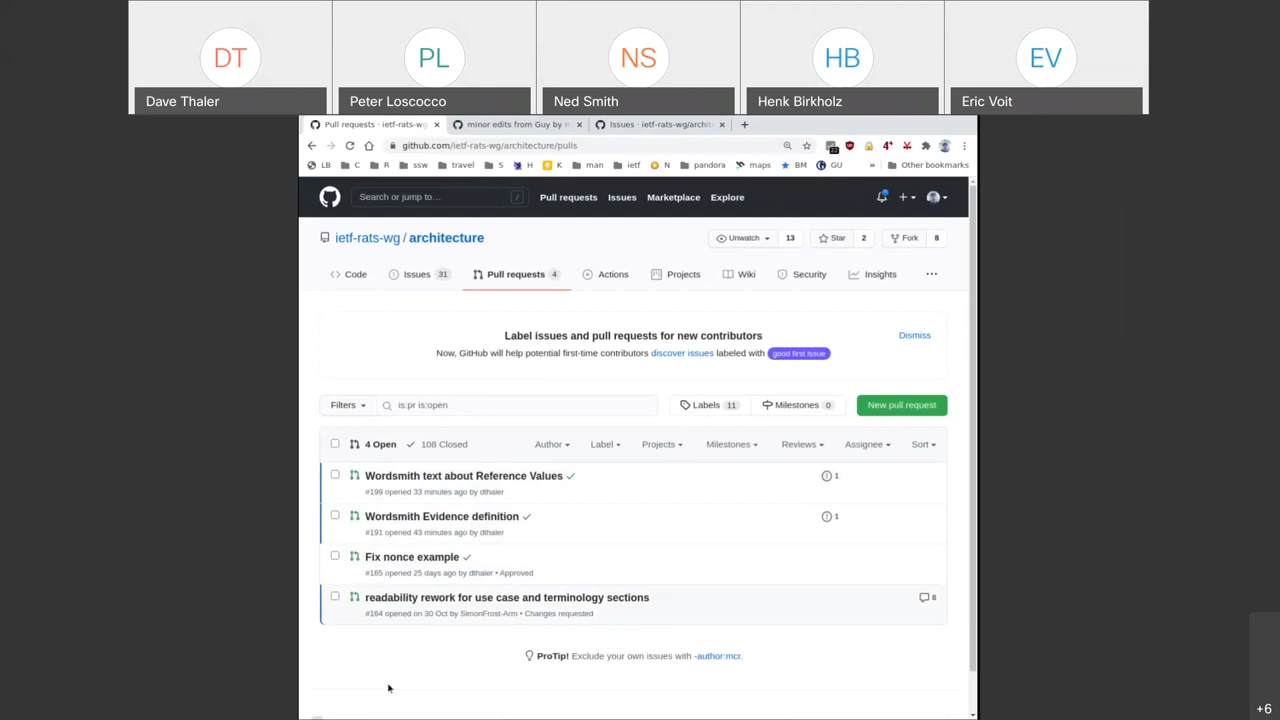 DT PL NS HB EV
Dave Thaler Peter Loscocco Ned Smith Henk Birkholz Eric Voit
Pull requests · ietf-rats-wg minor edits from Guy by n Issues · ietf-rats-wg/archit
github.com/ietf-rats-wg/architecture/pulls
LB C R ssw travel S H K man ietf N pandora maps BM GU » Other bookmarks
Search or jump to… / Pull requests Issues Marketplace Explore
ietf-rats-wg / architecture Unwatch 13 Star 2 Fork 8
Code Issues 31 Pull requests 4 Actions Projects Wiki Security Insights
Label issues and pull requests for new contributors Dismiss
Now, GitHub will help potential first-time contributors discover issues labeled with good first issue
Filters is:pr is:open Labels 11 Milestones 0 New pull request
4 Open 108 Closed Author Label Projects Milestones Reviews Assignee Sort
Wordsmith text about Reference Values 1
#199 opened 33 minutes ago by dthaler
Wordsmith Evidence definition 1
#191 opened 43 minutes ago by dthaler
Fix nonce example
#165 opened 25 days ago by dthaler • Approved
readability rework for use case and terminology sections 8
#164 opened on 30 Oct by SimonFrost-Arm • Changes requested
ProTip! Exclude your own issues with -author:mcr.
+6